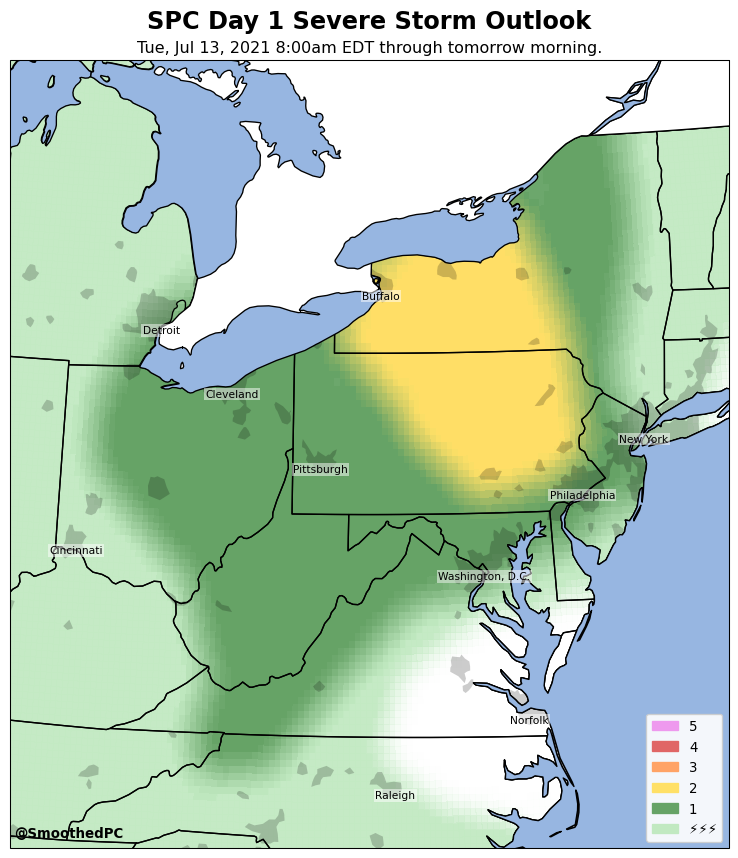 SPC Day 1 Severe Storm Outlook
Tue, Jul 13, 2021 8:00am EDT through tomorrow morning.
Buffalo
Detroit
Cleveland
New York
Pittsburgh
Philadelphia
Cincinnati
Washington, D.C.
Norfolk
Raleigh
5
4
3
2
1
⚡⚡⚡
@SmoothedPC